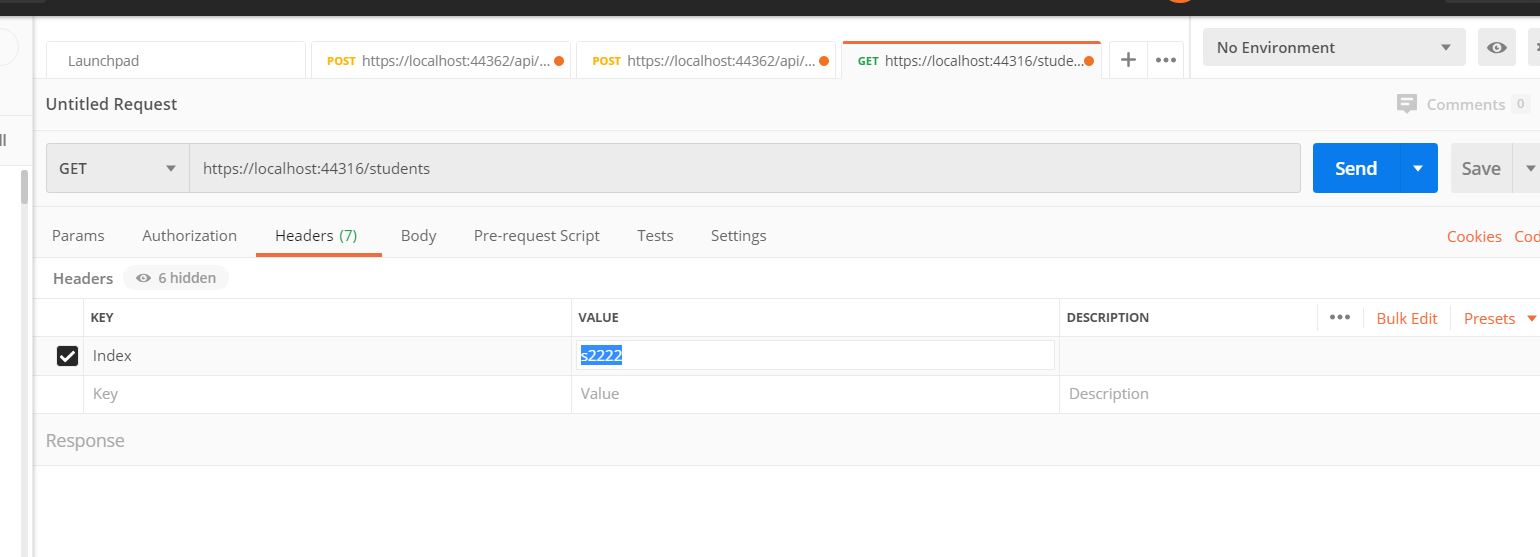 Launchpad
POST https://localhost:44362/api/...
POST https://localhost:44362/api/...
GET https://localhost:44316/stude...
No Environment
Untitled Request
Comments 0
GET
https://localhost:44316/students
Send
Save
Params Authorization Headers (7) Body Pre-request Script Tests Settings
Cookies Cod
Headers 6 hidden
KEY VALUE DESCRIPTION
Bulk Edit Presets
Index s2222
Key Value Description
Response